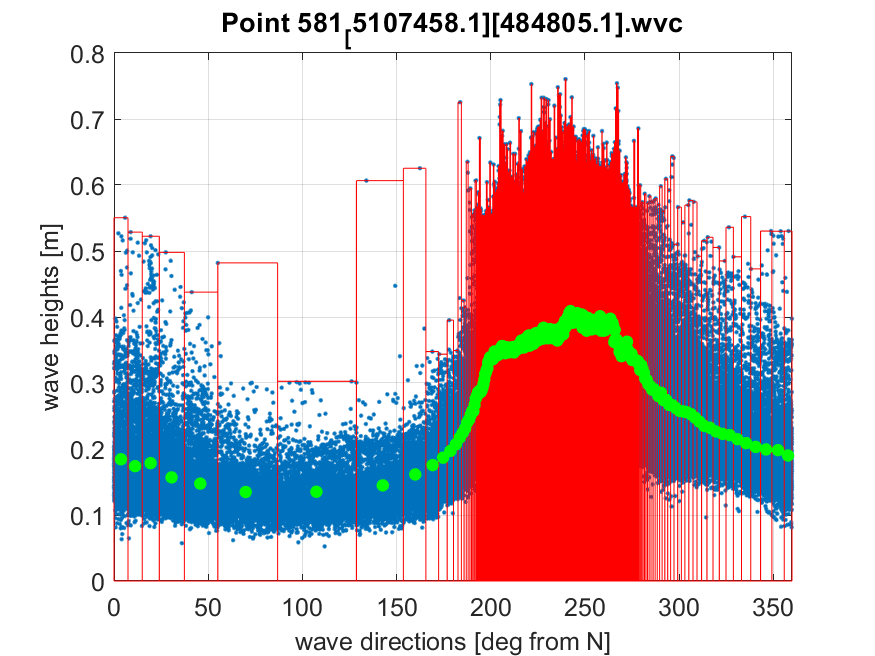 Point 581[5107458.1][484805.1].wvc
0.8
0.7
0.6
0.5
0.4
0.3
0.2
0.1
0
wave heights [m]
0 50 100 150 200 250 300 350
wave directions [deg from N]